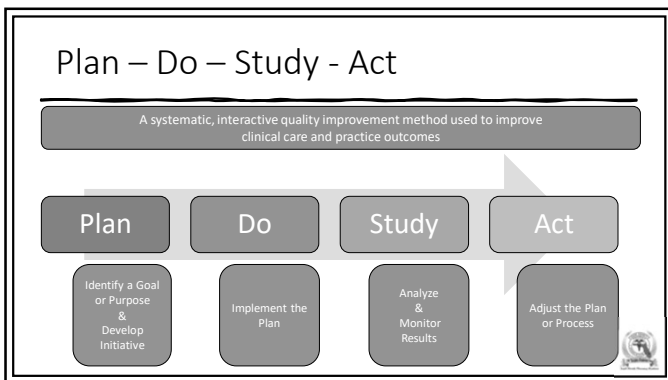 Plan – Do – Study - Act
A systematic, interactive quality improvement method used to improve
clinical care and practice outcomes
Plan
Do
Study
Act
Identify a Goal
or Purpose
&
Develop
Initiative
Implement the
Plan
Analyze
&
Monitor
Results
Adjust the Plan
or Process